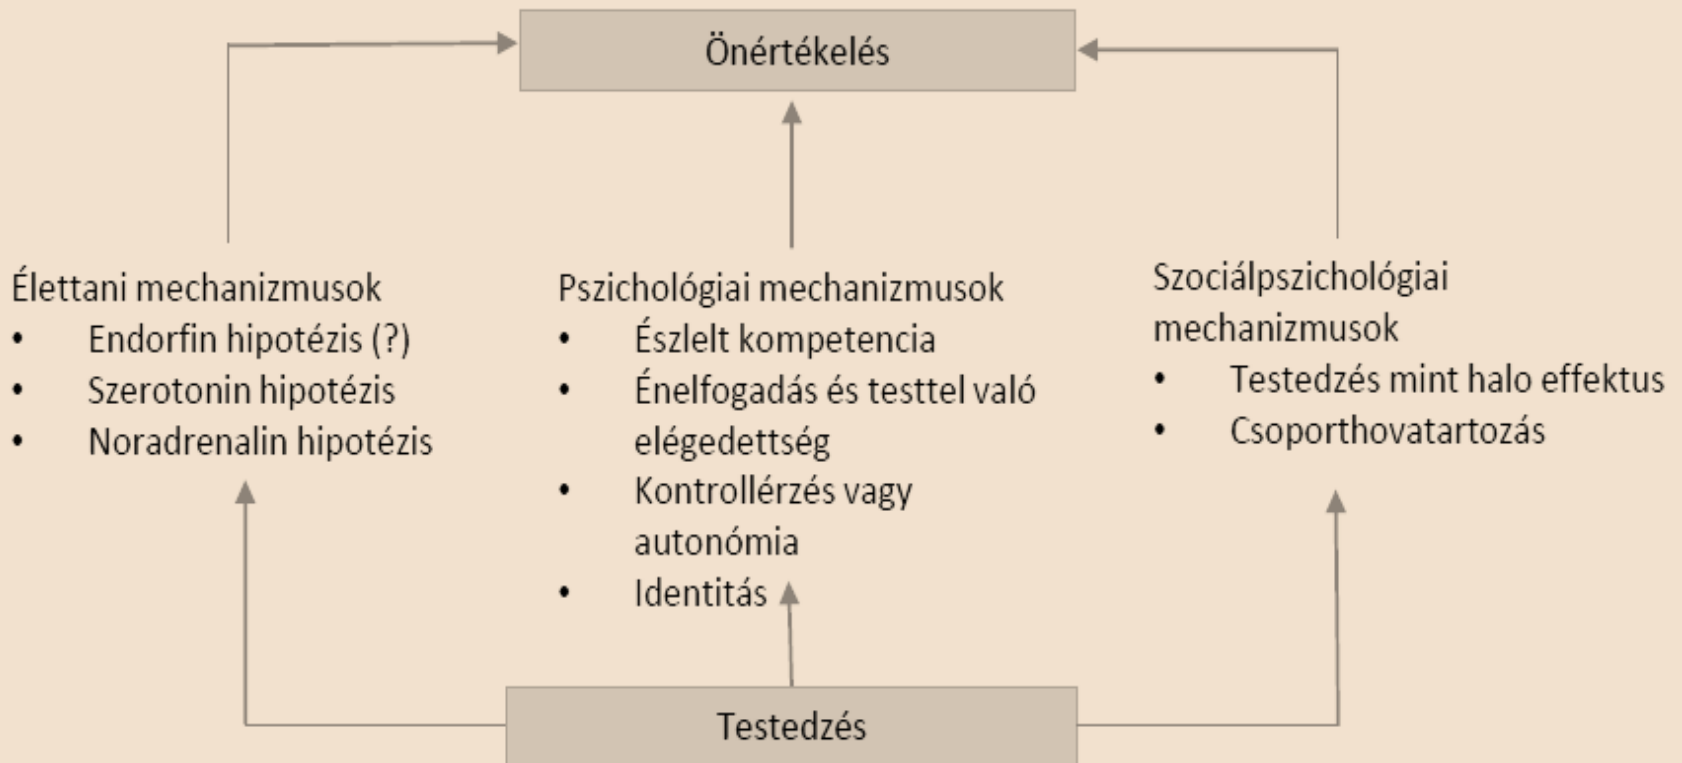 Önértékelés
Élettani mechanizmusok
• Endorfin hipotézis (?)
• Szerotonin hipotézis
• Noradrenalin hipotézis
Pszichológiai mechanizmusok
• Észlelt kompetencia
• Énelfogadás és testtel való
elégedettség
• Kontrollérzés vagy
autonómia
• Identitás
Szociálpszichológiai
mechanizmusok
• Testedzés mint halo effektus
• Csoporthovatartozás
Testedzés